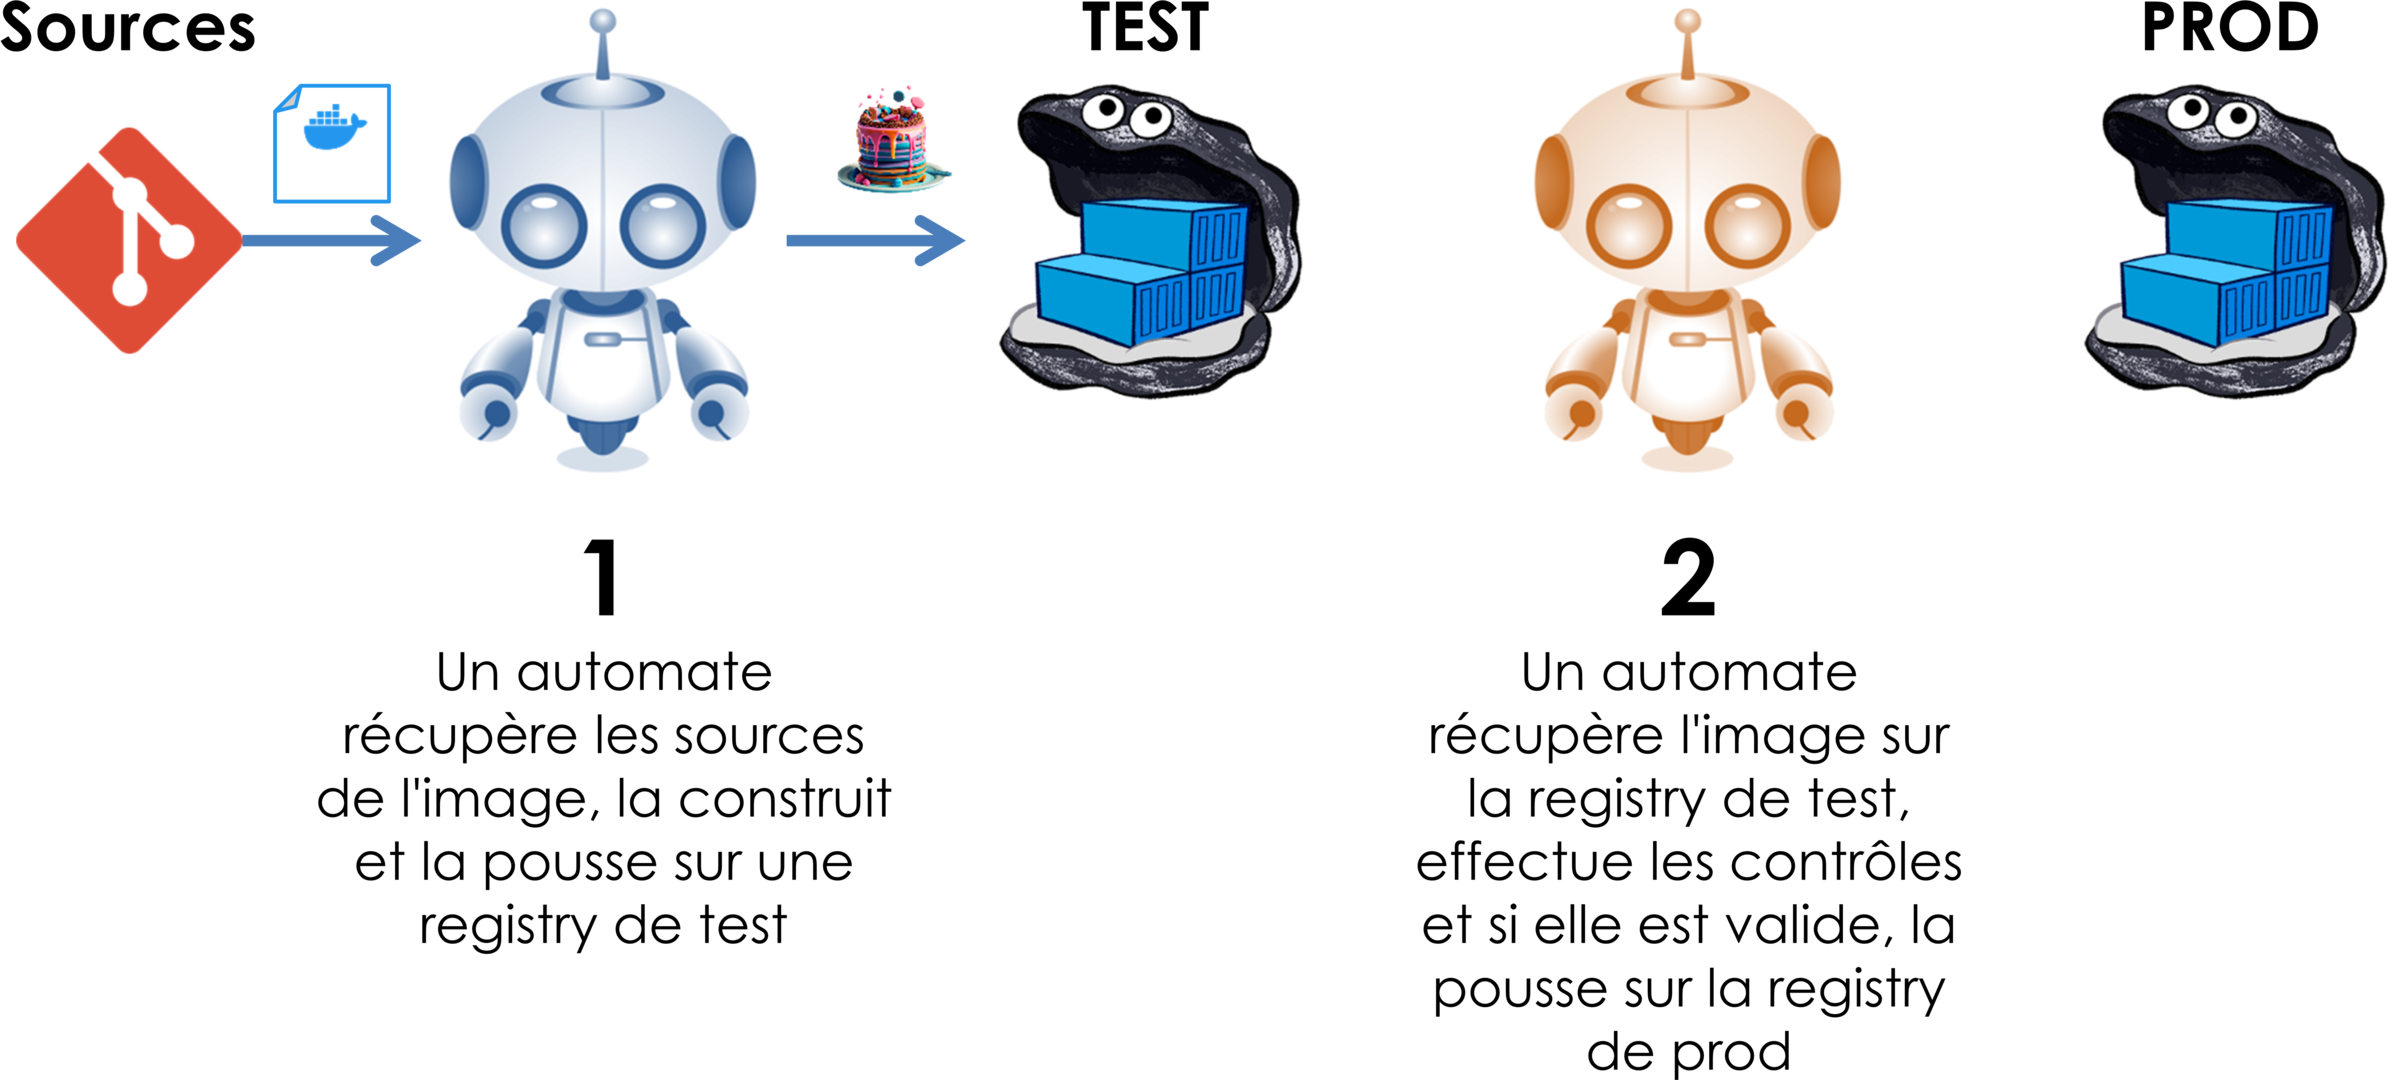 Sources
TEST
PROD
1
Un automate
récupère les sources
de l'image, la construit
et la pousse sur une
registry de test
2
Un automate
récupère l'image sur
la registry de test,
effectue les contrôles
et si elle est valide, la
pousse sur la registry
de prod